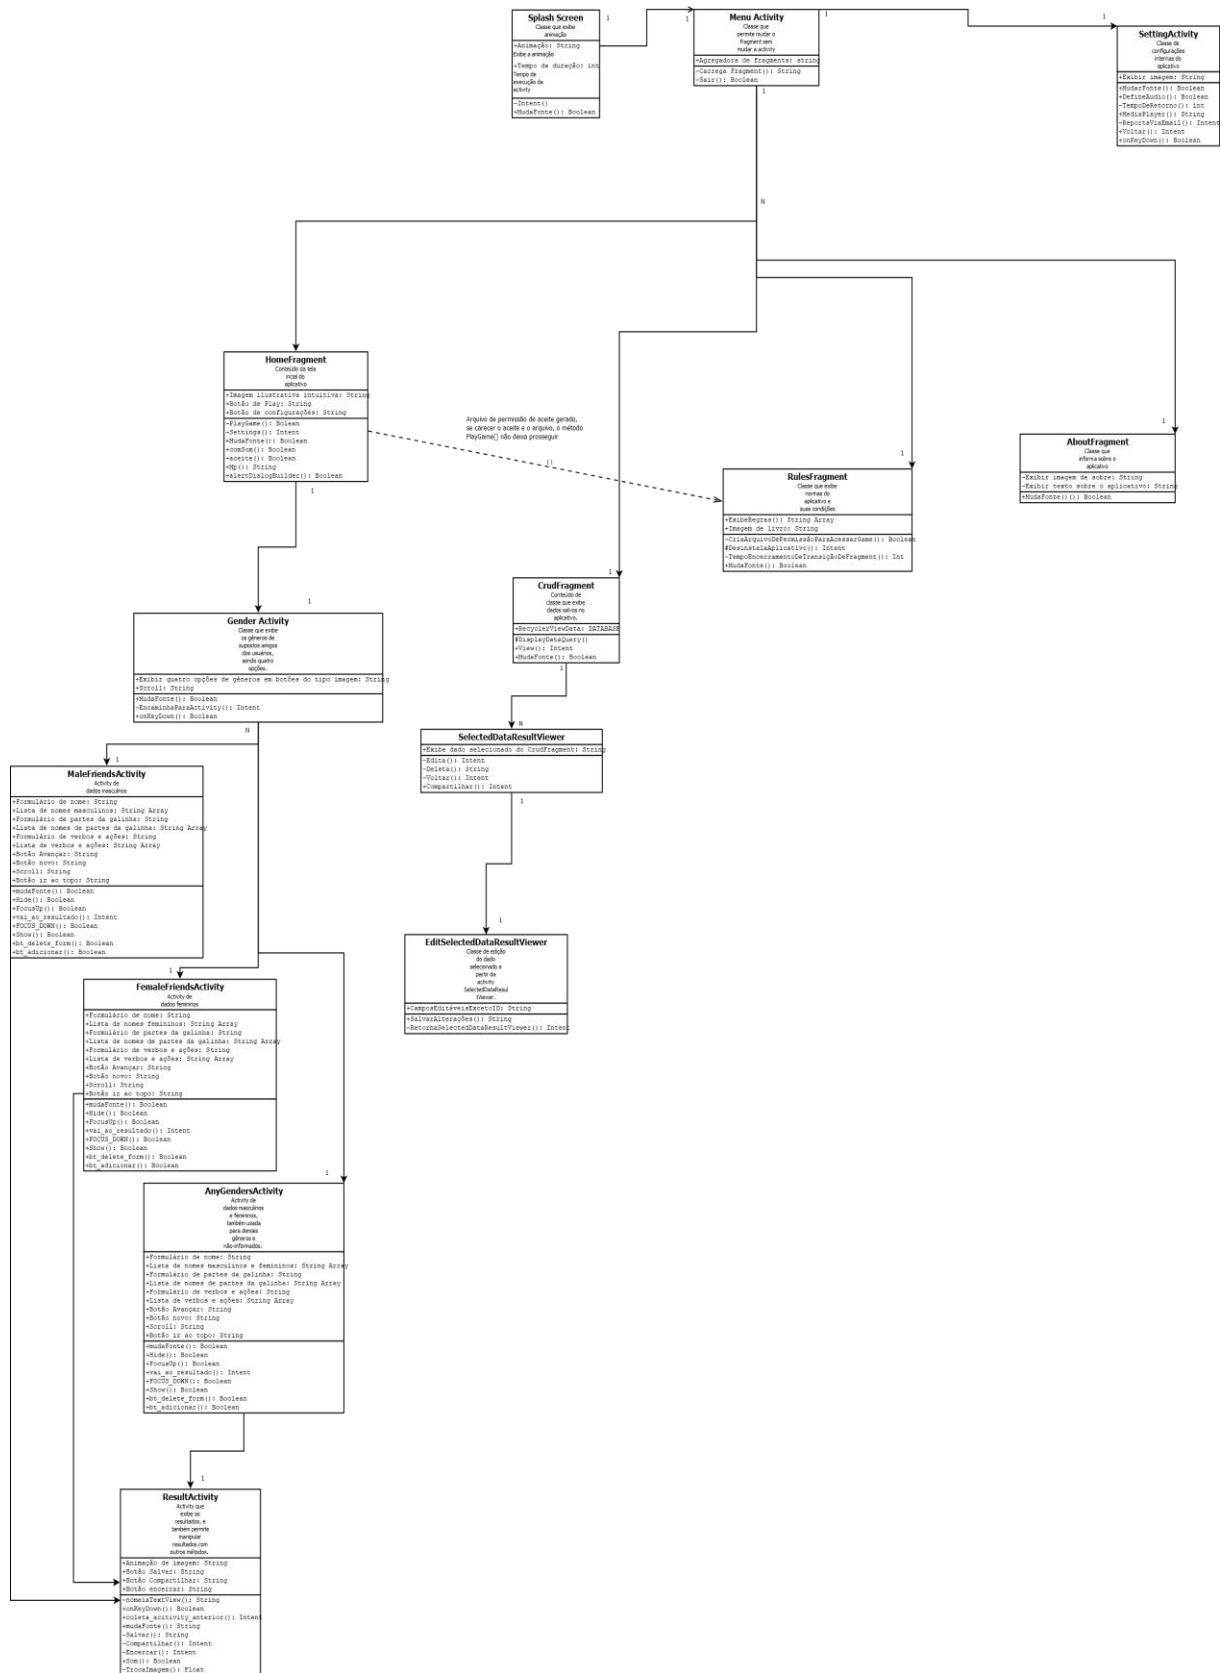 Splash Screen
Classe que exibe
animação
+Animação: String
Exibe a animação
+Tempo de duração: int
Tempo de
execução da
activity
-Intent()
+MudaFonte(): Boolean
1
1
Menu Activity
Classe que
permite mudar o
fragment sem
mudar a activity
+Agregadora de fragments: string
-Carrega Fragment(): String
-Sair(): Boolean
1
1
N
1
SettingActivity
Classe de
configurações
internas do
aplicativo
+Exibir imagem: String
+MudarFonte(): Boolean
+DefineAudio(): Boolean
-TempoDeRetorno(): int
+MediaPlayer(): String
-ReportaViaEmail(): Intent
+Voltar(): Intent
+onKeyDown(): Boolean
HomeFragment
Conteúdo da tela
incial do
aplicativo
+Imagem ilustrativa intuitiva: String
+Botão de Play: String
+Botão de configurações: String
-PlayGame(): Bolean
-Settings(): Intent
+MudaFonte(): Boolean
+comSom(): Boolean
+aceite(): Boolean
+Mp(): String
+alertDialogBuilder(): Boolean
1
Arquivo de permissão de aceite gerado,
se carecer o aceite e o arquivo, o método
PlayGame() não deixa prosseguir
()
1
RulesFragment
Classe que exibe
normas do
aplicativo e
suas condições
+ExibeRegras(): String Array
+Imagem de livro: String
-CriaArquivoDePermissãoParaAcessarGame(): Boolean
#DesinstalaAplicativo(): Intent
-TempoEncerramentoDeTransiçãoDeFragment(): Int
+MudaFonte(): Boolean
1
AboutFragment
Classe que
informa sobre o
aplicativo
-Exibir imagem de sobre: String
-Exibir texto sobre o aplicativo: String
+MudaFonte()(): Boolean
1
CrudFragment
Conteúdo de
classe que exibe
dados salvos no
aplicativo.
+RecyclerViewData: DATABASE
#DisplayDataQuery()
+View(): Intent
+MudaFonte(): Boolean
1
1
Gender Activity
Classe que exibe
os gêneros de
supostos amigos
dos usuários,
sendo quatro
opções.
+Exibir quatro opções de gêneros em botões do tipo imagem: String
+Scroll: String
+MudaFonte(): Boolean
-EncaminhaParaActivity(): Intent
+onKeyDown(): Boolean
N
N
SelectedDataResultViewer
+Exibe dado selecionado do CrudFragment: String
-Edita(): Intent
-Deleta(): String
-Voltar(): Intent
+Compartilhar(): Intent
1
1
MaleFriendsActivity
Activity de
dados masculinos
+Formulário de nome: String
+Lista de nomes masculinos: String Array
+Formulário de partes da galinha: String
+Lista de nomes de partes da galinha: String Array
+Formulário de verbos e ações: String
+Lista de verbos e ações: String Array
+Botão Avançar: String
+Botão novo: String
+Scroll: String
+Botão ir ao topo: String
+mudaFonte(): Boolean
+Hide(): Boolean
+FocusUp(): Boolean
+vai_ao_resultado(): Intent
+FOCUS_DOWN(): Boolean
+Show(): Boolean
+bt_delete_form(): Boolean
+bt_adicionar(): Boolean
1
EditSelectedDataResultViewer
Classe de edição
do dado
selecionado a
partir da
activity
SelectedDataResul
tViewer.
+CamposEditáveisExcetoID: String
+SalvarAlterações(): String
-RetornaSelectedDataResultViewer(): Intent
1
FemaleFriendsActivity
Activity de
dados femininos
+Formulário de nome: String
+Lista de nomes femininos: String Array
+Formulário de partes da galinha: String
+Lista de nomes de partes da galinha: String Array
+Formulário de verbos e ações: String
+Lista de verbos e ações: String Array
+Botão Avançar: String
+Botão novo: String
+Scroll: String
+Botão ir ao topo: String
+mudaFonte(): Boolean
+Hide(): Boolean
+FocusUp(): Boolean
+vai_ao_resultado(): Intent
+FOCUS_DOWN(): Boolean
+Show(): Boolean
+bt_delete_form(): Boolean
+bt_adicionar(): Boolean
1
AnyGendersActivity
Activity de
dados masculinos
e femininos,
também usada
para demais
gêneros e
não-informados.
+Formulário de nome: String
+Lista de nomes masculinos e femininos: String Array
+Formulário de partes da galinha: String
+Lista de nomes de partes da galinha: String Array
+Formulário de verbos e ações: String
+Lista de verbos e ações: String Array
+Botão Avançar: String
+Botão novo: String
+Scroll: String
+Botão ir ao topo: String
+mudaFonte(): Boolean
+Hide(): Boolean
+FocusUp(): Boolean
+vai_ao_resultado(): Intent
+FOCUS_DOWN(): Boolean
+Show(): Boolean
+bt_delete_form(): Boolean
+bt_adicionar(): Boolean
1
ResultActivity
Activity que
exibe os
resultados, e
também permite
manipular
resultados com
outros métodos.
+Animação de imagem: String
+Botão Salvar: String
+Botão Compartilhar: String
+Botão encerrar: String
-nomeiaTextView(): String
+onKeyDown(): Boolean
+coleta_acitivity_anterior(): Intent
+mudaFonte(): String
-Salvar(): String
-Compartilhar(): Intent
-Encerrar(): Intent
+Som(): Boolean
-TrocaImagem(): Float